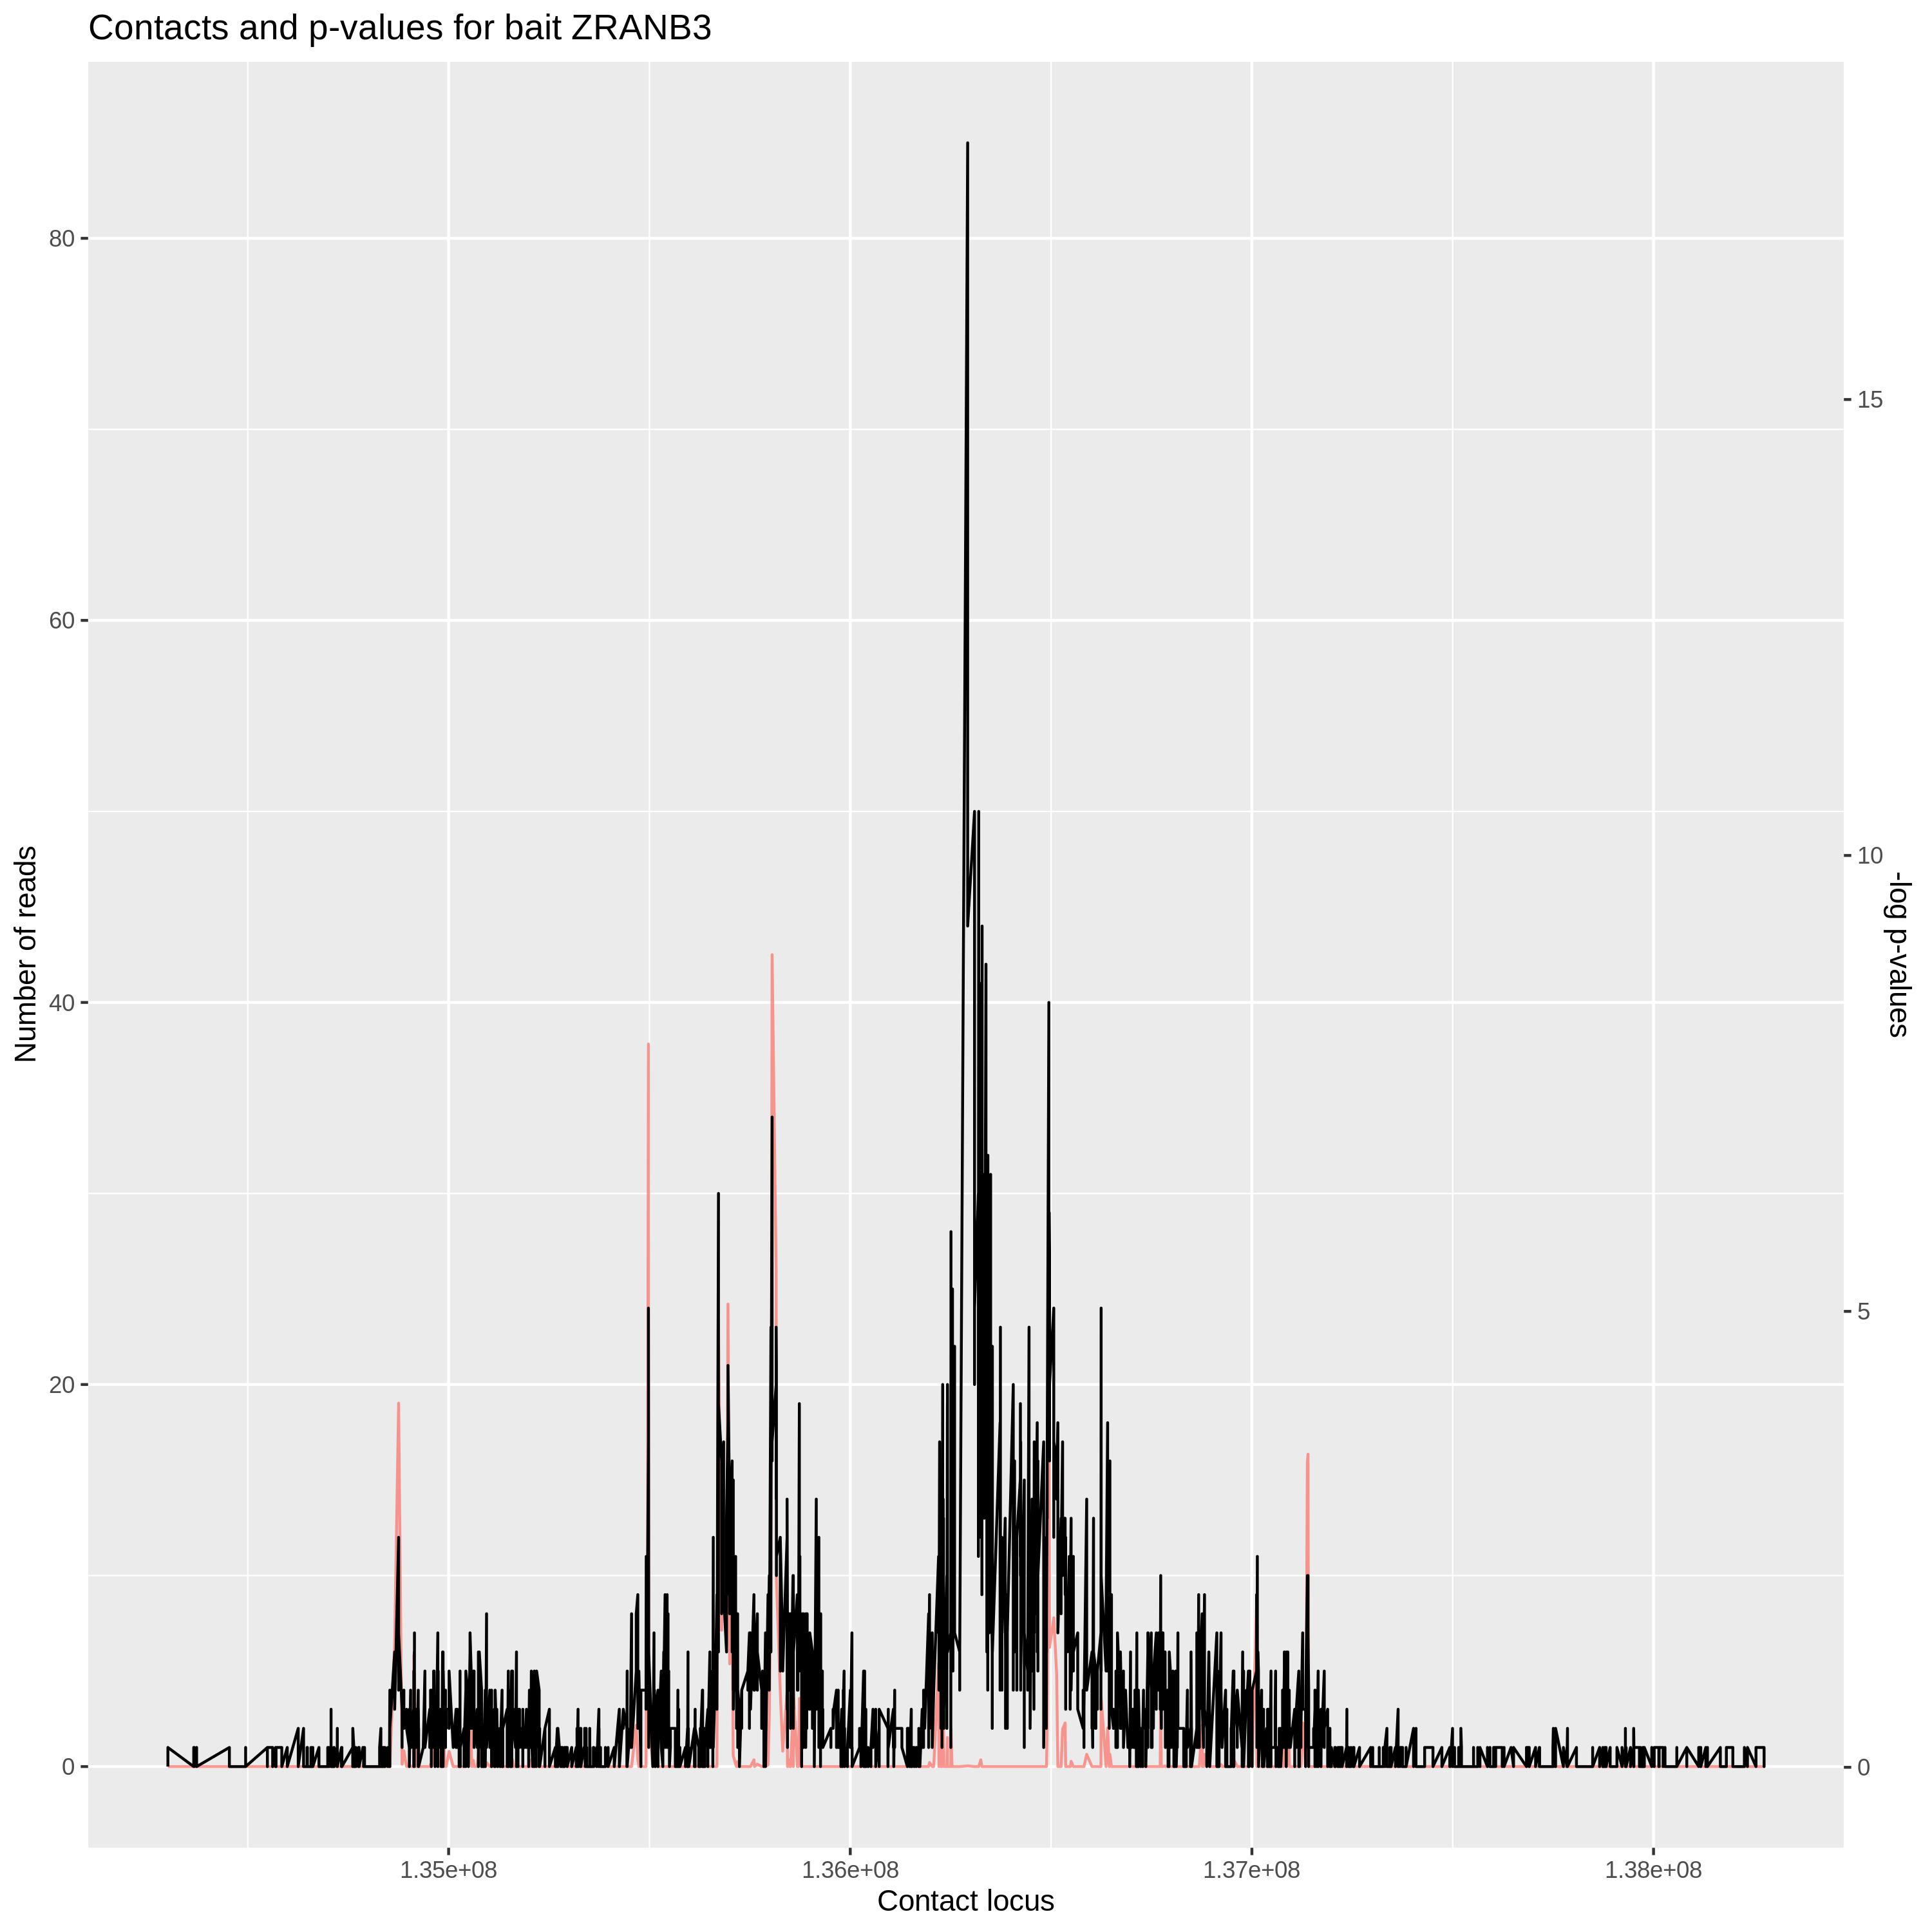 Contacts and p-values for bait ZRANB3
80
60
40
20
0
Number of reads
15
10
5
0
-log p-values
1.35e+08
1.36e+08
1.37e+08
1.38e+08
Contact locus